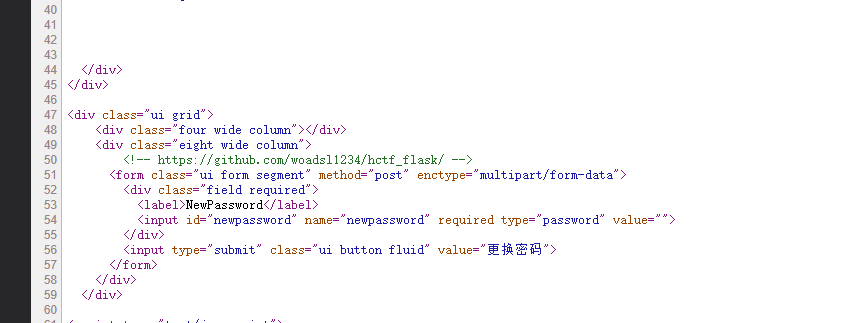 40
41
42
43
44 </div>
45 </div>
46
47 <div class="ui grid">
48 <div class="four wide column"></div>
49 <div class="eight wide column">
50 <!-- https://github.com/woadsl1234/hctf_flask/ -->
51 <form class="ui form segment" method="post" enctype="multipart/form-data">
52 <div class="field required">
53 <label>NewPassword</label>
54 <input id="newpassword" name="newpassword" required type="password" value="">
55 </div>
56 <input type="submit" class="ui button fluid" value="更换密码">
57 </form>
58 </div>
59 </div>
60